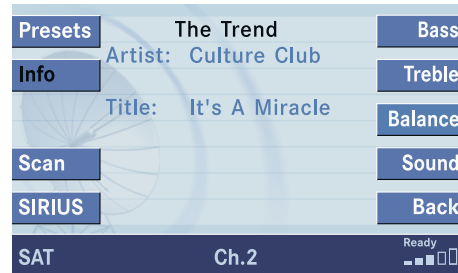 Presets The Trend Bass
Artist: Culture Club
Info Treble
Title: It's A Miracle
Balance
Scan Sound
SIRIUS Back
Ready
SAT Ch.2